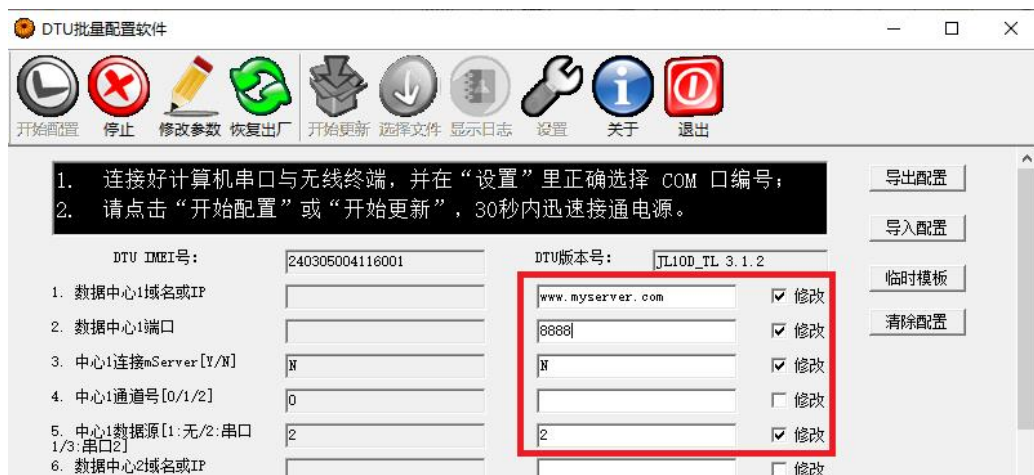 DTU批量配置软件
开始配置 停止 修改参数 恢复出厂 开始更新 选择文件 显示日志 设置 关于 退出
1. 连接好计算机串口与无线终端，并在“设置”里正确选择 COM 口编号；
2. 请点击“开始配置”或“开始更新”，30秒内迅速接通电源。
导出配置
导入配置
临时模板
清除配置
DTU IMEI号： 240305004116001 DTU版本号： JL10D_TL 3.1.2
1. 数据中心1域名或IP www.myserver.com 修改
2. 数据中心1端口 8888 修改
3. 中心1连接mServer[Y/N] N N 修改
4. 中心1通道号[0/1/2] 0 修改
5. 中心1数据源[1:无/2:串口
1/3:串口2] 2 2 修改
6. 数据中心2域名或IP 修改